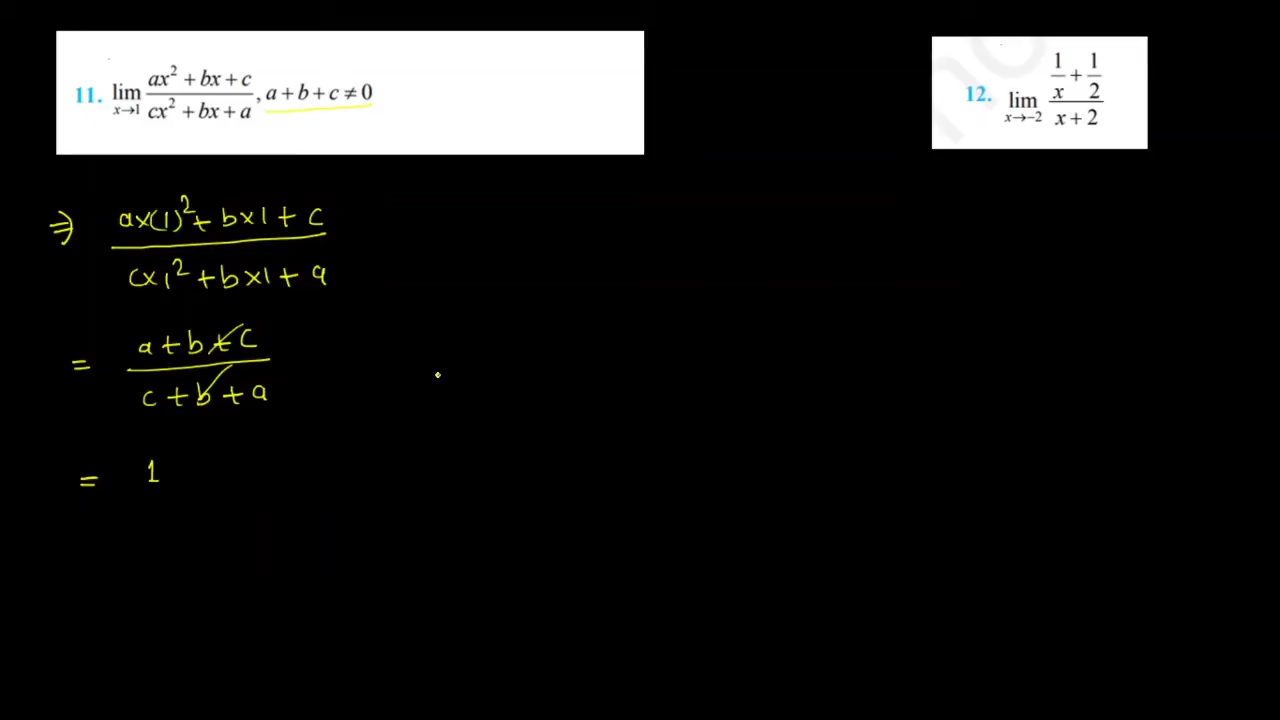 11. lim x→1 (ax² + bx + c)/(cx² + bx + a), a + b + c ≠ 0
12. lim x→−2 (1/x + 1/2)/(x + 2)
⇒ ax(1)² + bx1 + c
cx1² + bx1 + a
= a + b + c
c + b + a
= 1